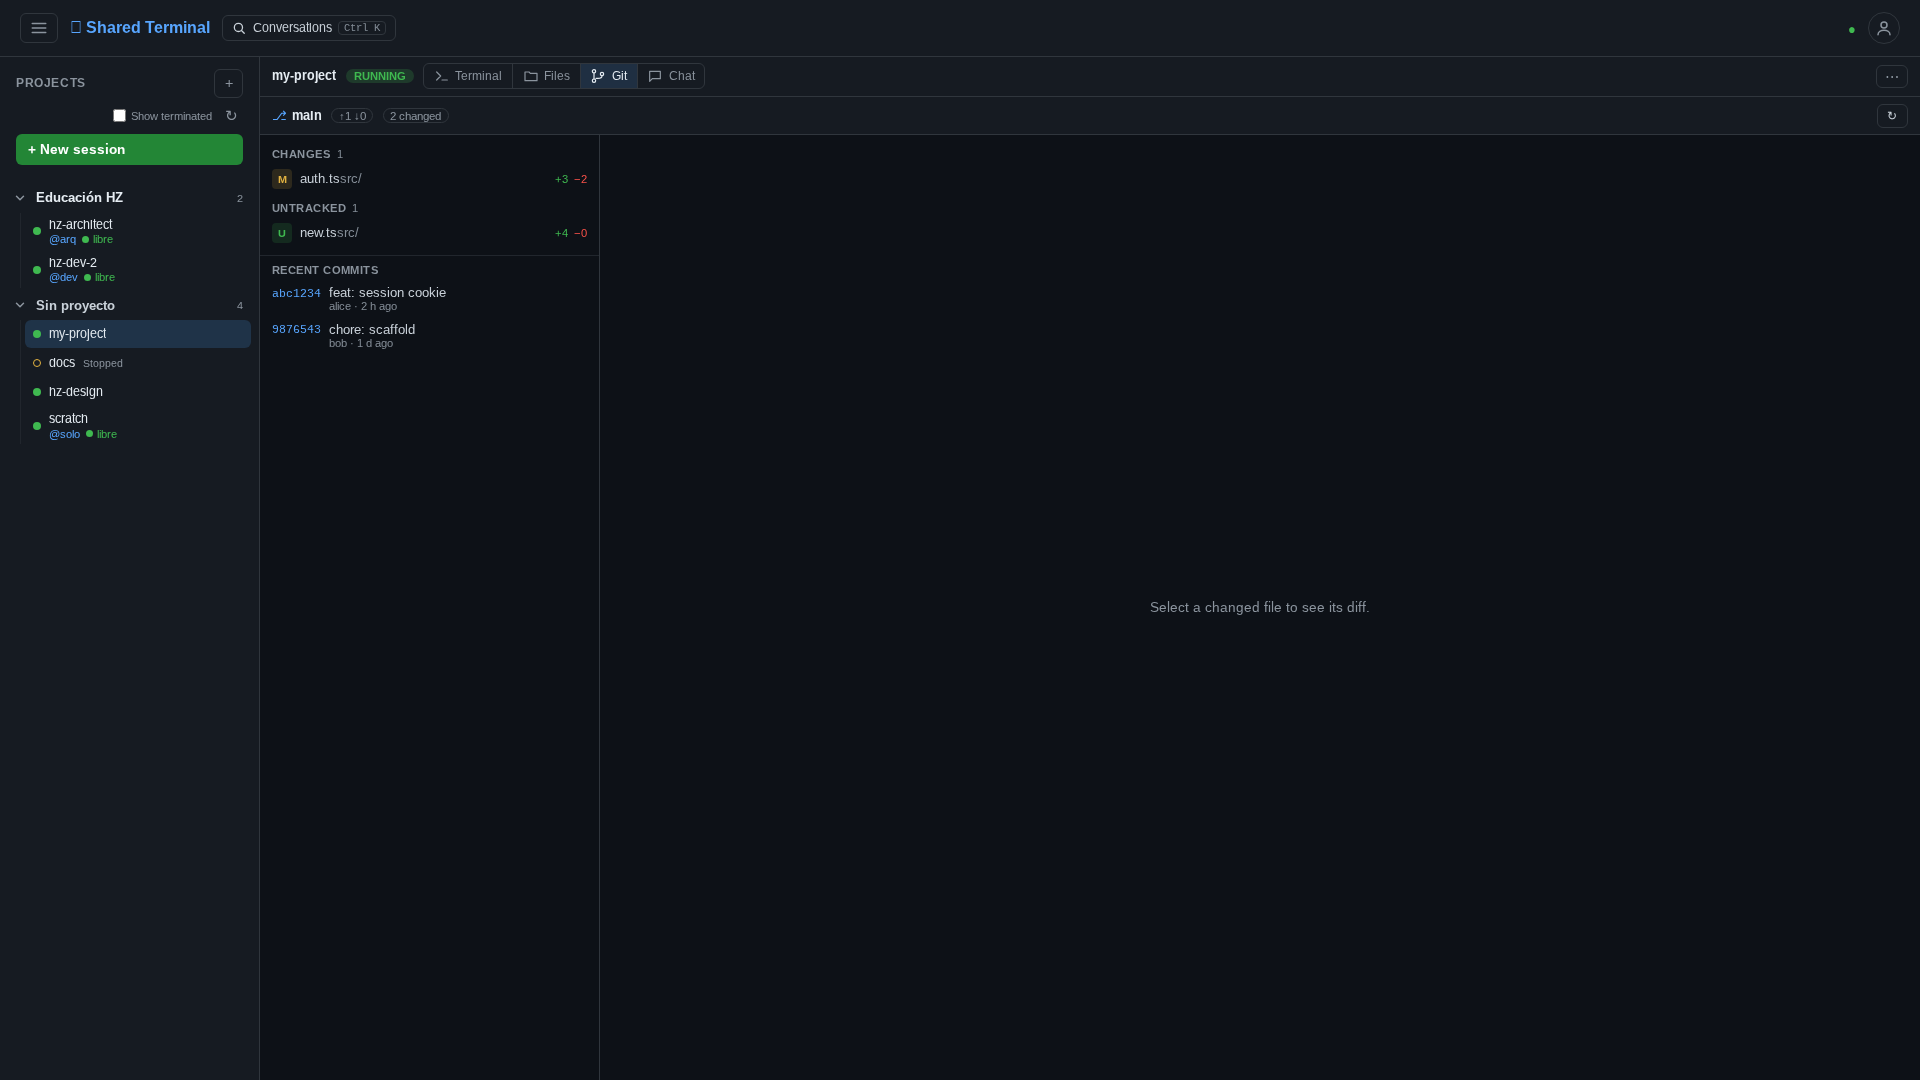 Shared Terminal
Conversations Ctrl K
PROJECTS +
Show terminated ↻
+ New session
Educación HZ 2
hz-architect
@arq libre
hz-dev-2
@dev libre
Sin proyecto 4
my-project
docs Stopped
hz-design
scratch
@solo libre
my-project RUNNING Terminal Files Git Chat ⋯
⎇ main ↑1 ↓0 2 changed ↻
CHANGES 1
M auth.tssrc/ +3 −2
UNTRACKED 1
U new.tssrc/ +4 −0
RECENT COMMITS
abc1234 feat: session cookie
alice · 2 h ago
9876543 chore: scaffold
bob · 1 d ago
Select a changed file to see its diff.